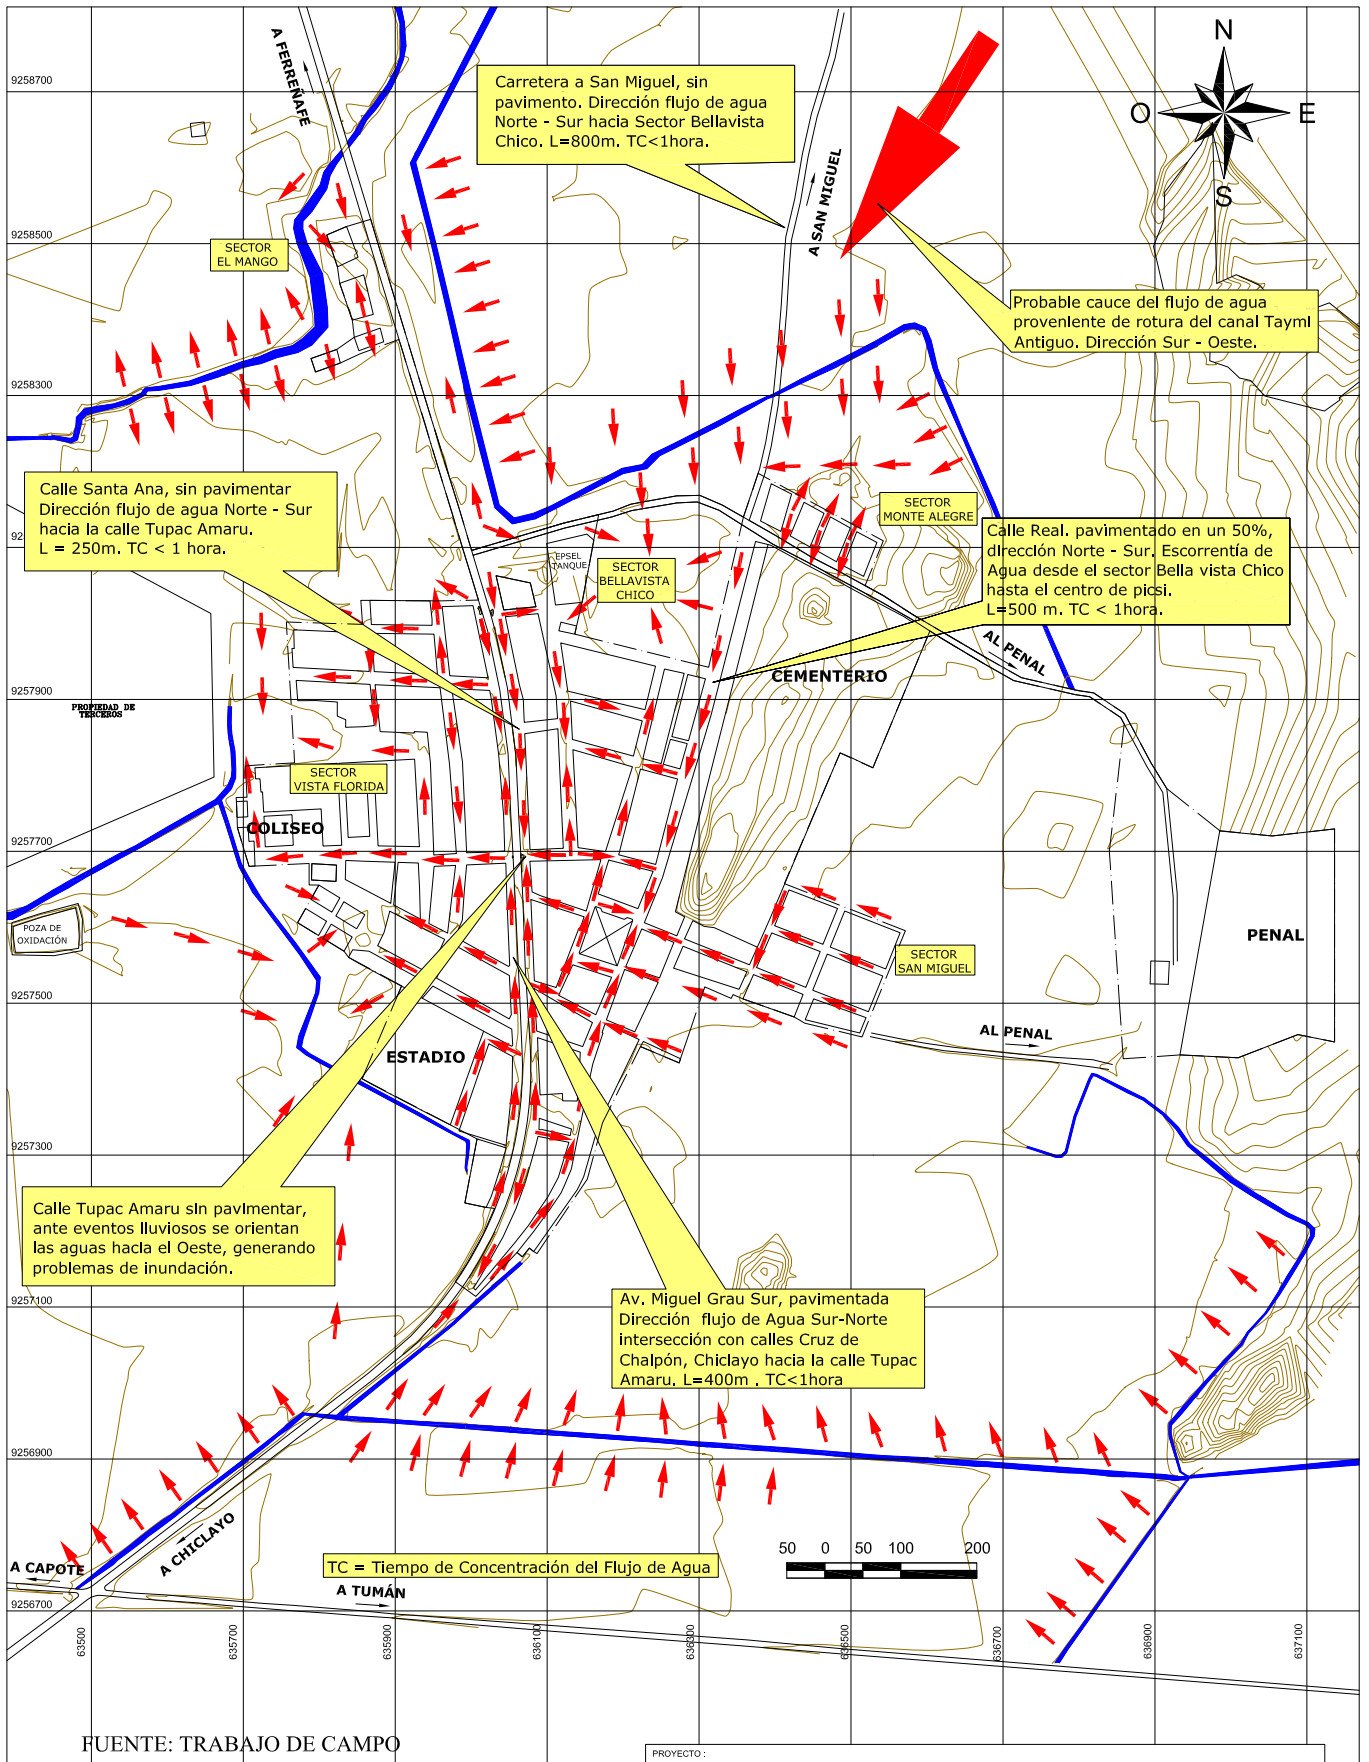 N
O
E
S
A FERREÑAFE
9258700
Carretera a San Miguel, sin
pavimento. Dirección flujo de agua
Norte - Sur hacia Sector Bellavista
Chico. L=800m. TC<1hora.
A SAN MIGUEL
9258500
SECTOR
EL MANGO
Probable cauce del flujo de agua
proveniente de rotura del canal Taymi
Antiguo. Dirección Sur - Oeste.
9258300
Calle Santa Ana, sin pavimentar
Dirección flujo de agua Norte - Sur
hacia la calle Tupac Amaru.
L = 250m. TC < 1 hora.
92
SECTOR
MONTE ALEGRE
Calle Real. pavimentado en un 50%,
dirección Norte - Sur. Escorrentía de
Agua desde el sector Bella vista Chico
hasta el centro de picsi.
L=500 m. TC < 1hora.
EPSEL
TANQUE
SECTOR
BELLAVISTA
CHICO
AL PENAL
CEMENTERIO
9257900
PROPIEDAD DE
TERCEROS
SECTOR
VISTA FLORIDA
COLISEO
9257700
POZA DE
OXIDACIÓN
PENAL
SECTOR
SAN MIGUEL
9257500
AL PENAL
ESTADIO
9257300
Calle Tupac Amaru sin pavimentar,
ante eventos lluviosos se orientan
las aguas hacia el Oeste, generando
problemas de inundación.
9257100
Av. Miguel Grau Sur, pavimentada
Dirección flujo de Agua Sur-Norte
intersección con calles Cruz de
Chalpón, Chiclayo hacia la calle Tupac
Amaru. L=400m . TC<1hora
9256900
A CHICLAYO
A CAPOTE
TC = Tiempo de Concentración del Flujo de Agua
50 0 50 100 200
A TUMÁN
9256700
63500
635700
635900
636100
636300
636500
636700
636900
637100
FUENTE: TRABAJO DE CAMPO
PROYECTO :